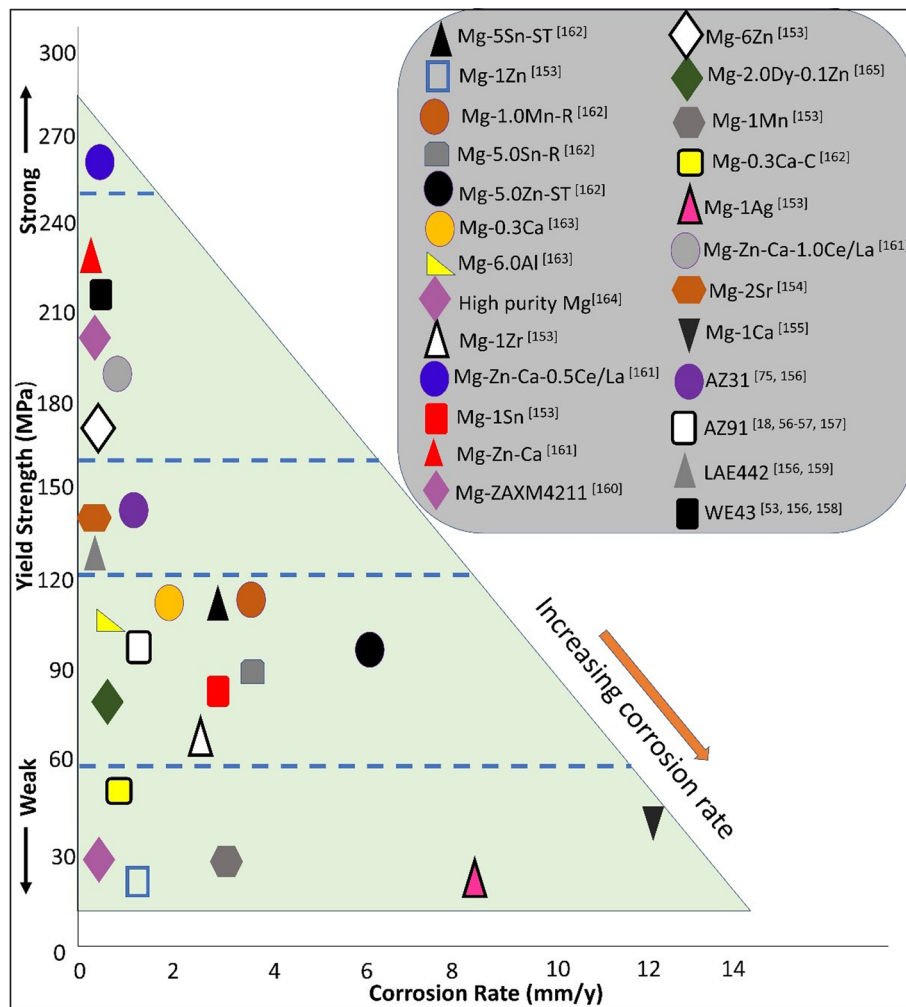 300
270
240
210
180
150
120
90
60
30
0
Strong
Yield Strength (MPa)
Weak
Mg-5Sn-ST [162]
Mg-1Zn [153]
Mg-1.0Mn-R [162]
Mg-5.0Sn-R [162]
Mg-5.0Zn-ST [162]
Mg-0.3Ca [163]
Mg-6.0Al [163]
High purity Mg[164]
Mg-1Zr [153]
Mg-Zn-Ca-0.5Ce/La [161]
Mg-1Sn [153]
Mg-Zn-Ca [161]
Mg-ZAXM4211 [160]
Mg-6Zn [153]
Mg-2.0Dy-0.1Zn [165]
Mg-1Mn [153]
Mg-0.3Ca-C [162]
Mg-1Ag [153]
Mg-Zn-Ca-1.0Ce/La [161]
Mg-2Sr [154]
Mg-1Ca [155]
AZ31 [75, 156]
AZ91 [18, 56-57, 157]
LAE442 [156, 159]
WE43 [53, 156, 158]
Increasing corrosion rate
0 2 4 6 8 10 12 14
Corrosion Rate (mm/y)